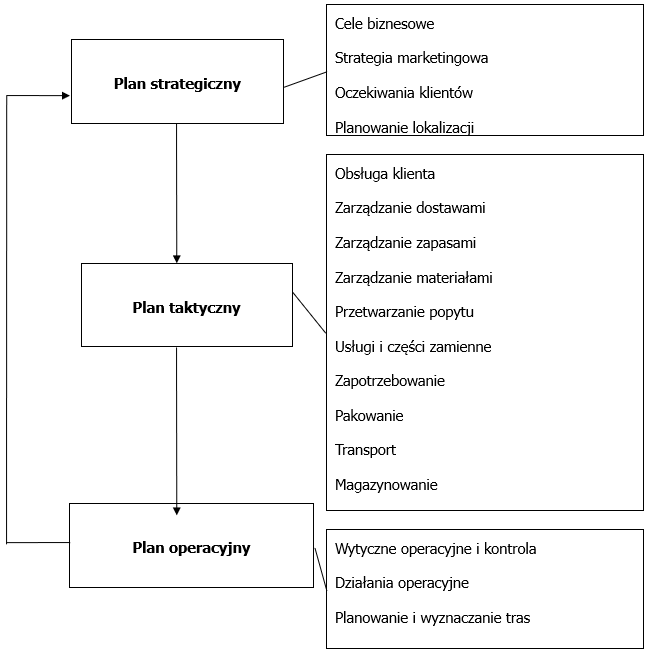 Plan strategiczny
Cele biznesowe
Strategia marketingowa
Oczekiwania klientów
Planowanie lokalizacji
Plan taktyczny
Obsługa klienta
Zarządzanie dostawami
Zarządzanie zapasami
Zarządzanie materiałami
Przetwarzanie popytu
Usługi i części zamienne
Zapotrzebowanie
Pakowanie
Transport
Magazynowanie
Plan operacyjny
Wytyczne operacyjne i kontrola
Działania operacyjne
Planowanie i wyznaczanie tras